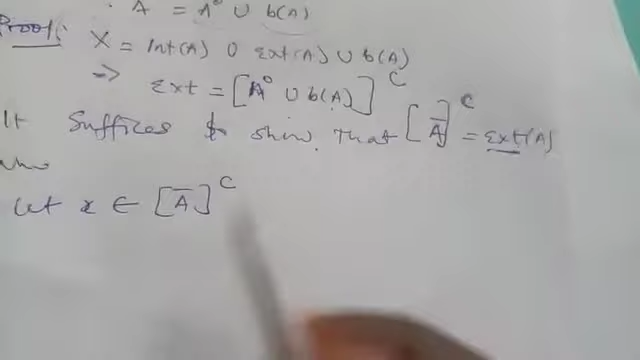 Ā = A° ∪ b(A)
Proof:
X = Int(A) ∪ Ext(A) ∪ b(A)
⇒ Ext = [A° ∪ b(A)]^C
It suffices to show that [Ā]^C = Ext(A)
Let x ∈ [Ā]^C